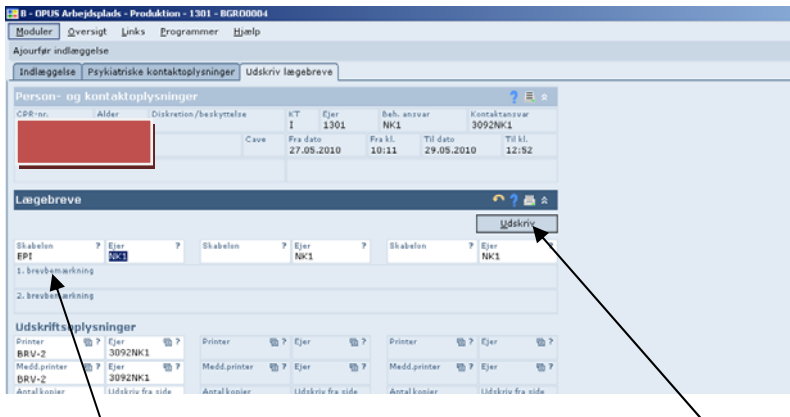 B - OPUS Arbejdsplads - Produktion - 1301 - BGRO0004
Moduler Oversigt Links Programmer Hjælp
Ajourfør indlæggelse
Indlæggelse Psykiatriske kontaktoplysninger Udskriv lægebreve
Person- og kontaktoplysninger ?
CPR-nr. Alder Diskretion/beskyttelse KT Ejer Beh. ansvar Kontaktansvar
I 1301 NK1 3092NK1
Cave Fra dato Fra kl. Til dato Til kl.
27.05.2010 10:11 29.05.2010 12:52
Lægebreve ?
Udskriv
Skabelon ? Ejer ? Skabelon ? Ejer ? Skabelon ? Ejer ?
EPI NK1 NK1 NK1
1. brevbemærkning
2. brevbemærkning
Udskriftsoplysninger
Printer ? Ejer ? Printer ? Ejer ? Printer ? Ejer ?
BRV-2 3092NK1
Medd.printer ? Ejer ? Medd.printer ? Ejer ? Medd.printer ? Ejer ?
BRV-2 3092NK1
Antal kopier Udskriv fra side Antal kopier Udskriv fra side Antal kopier Udskriv fra side